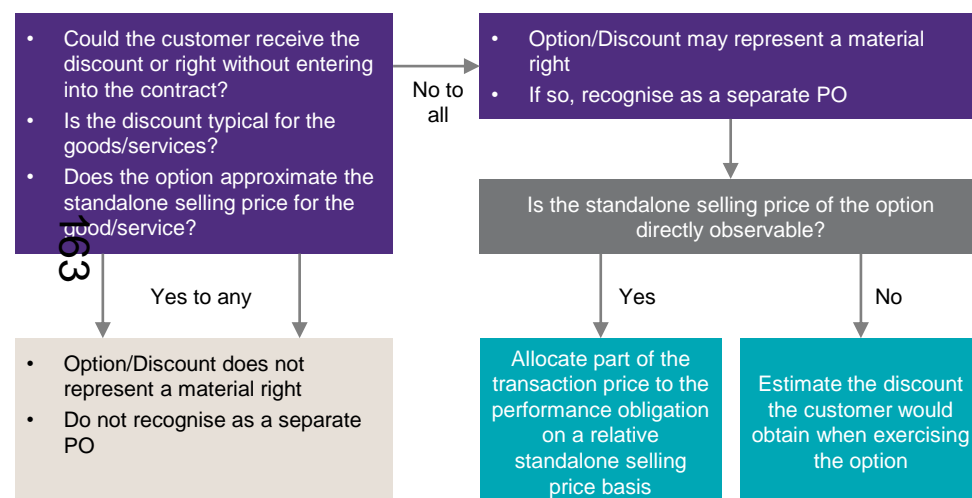 • Could the customer receive the
discount or right without entering
into the contract?
• Is the discount typical for the
goods/services?
• Does the option approximate the
standalone selling price for the
good/service?
163
No to
all
• Option/Discount may represent a material
right
• If so, recognise as a separate PO
Is the standalone selling price of the option
directly observable?
Yes to any
Yes
No
• Option/Discount does not
represent a material right
• Do not recognise as a separate
PO
Allocate part of the
transaction price to the
performance obligation
on a relative
standalone selling
price basis
Estimate the discount
the customer would
obtain when exercising
the option